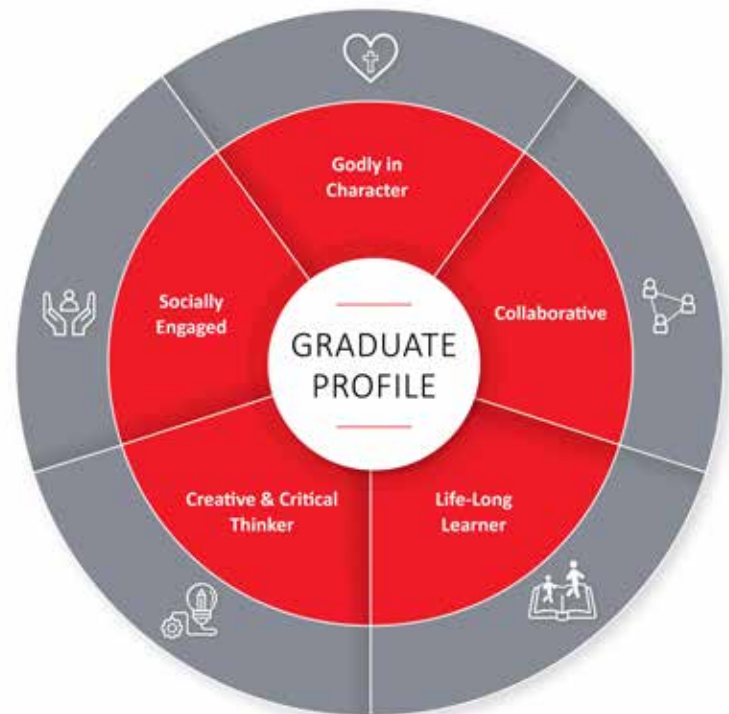 Godly in
Character
Socially
Engaged
Collaborative
GRADUATE
PROFILE
Creative & Critical
Thinker
Life-Long
Learner